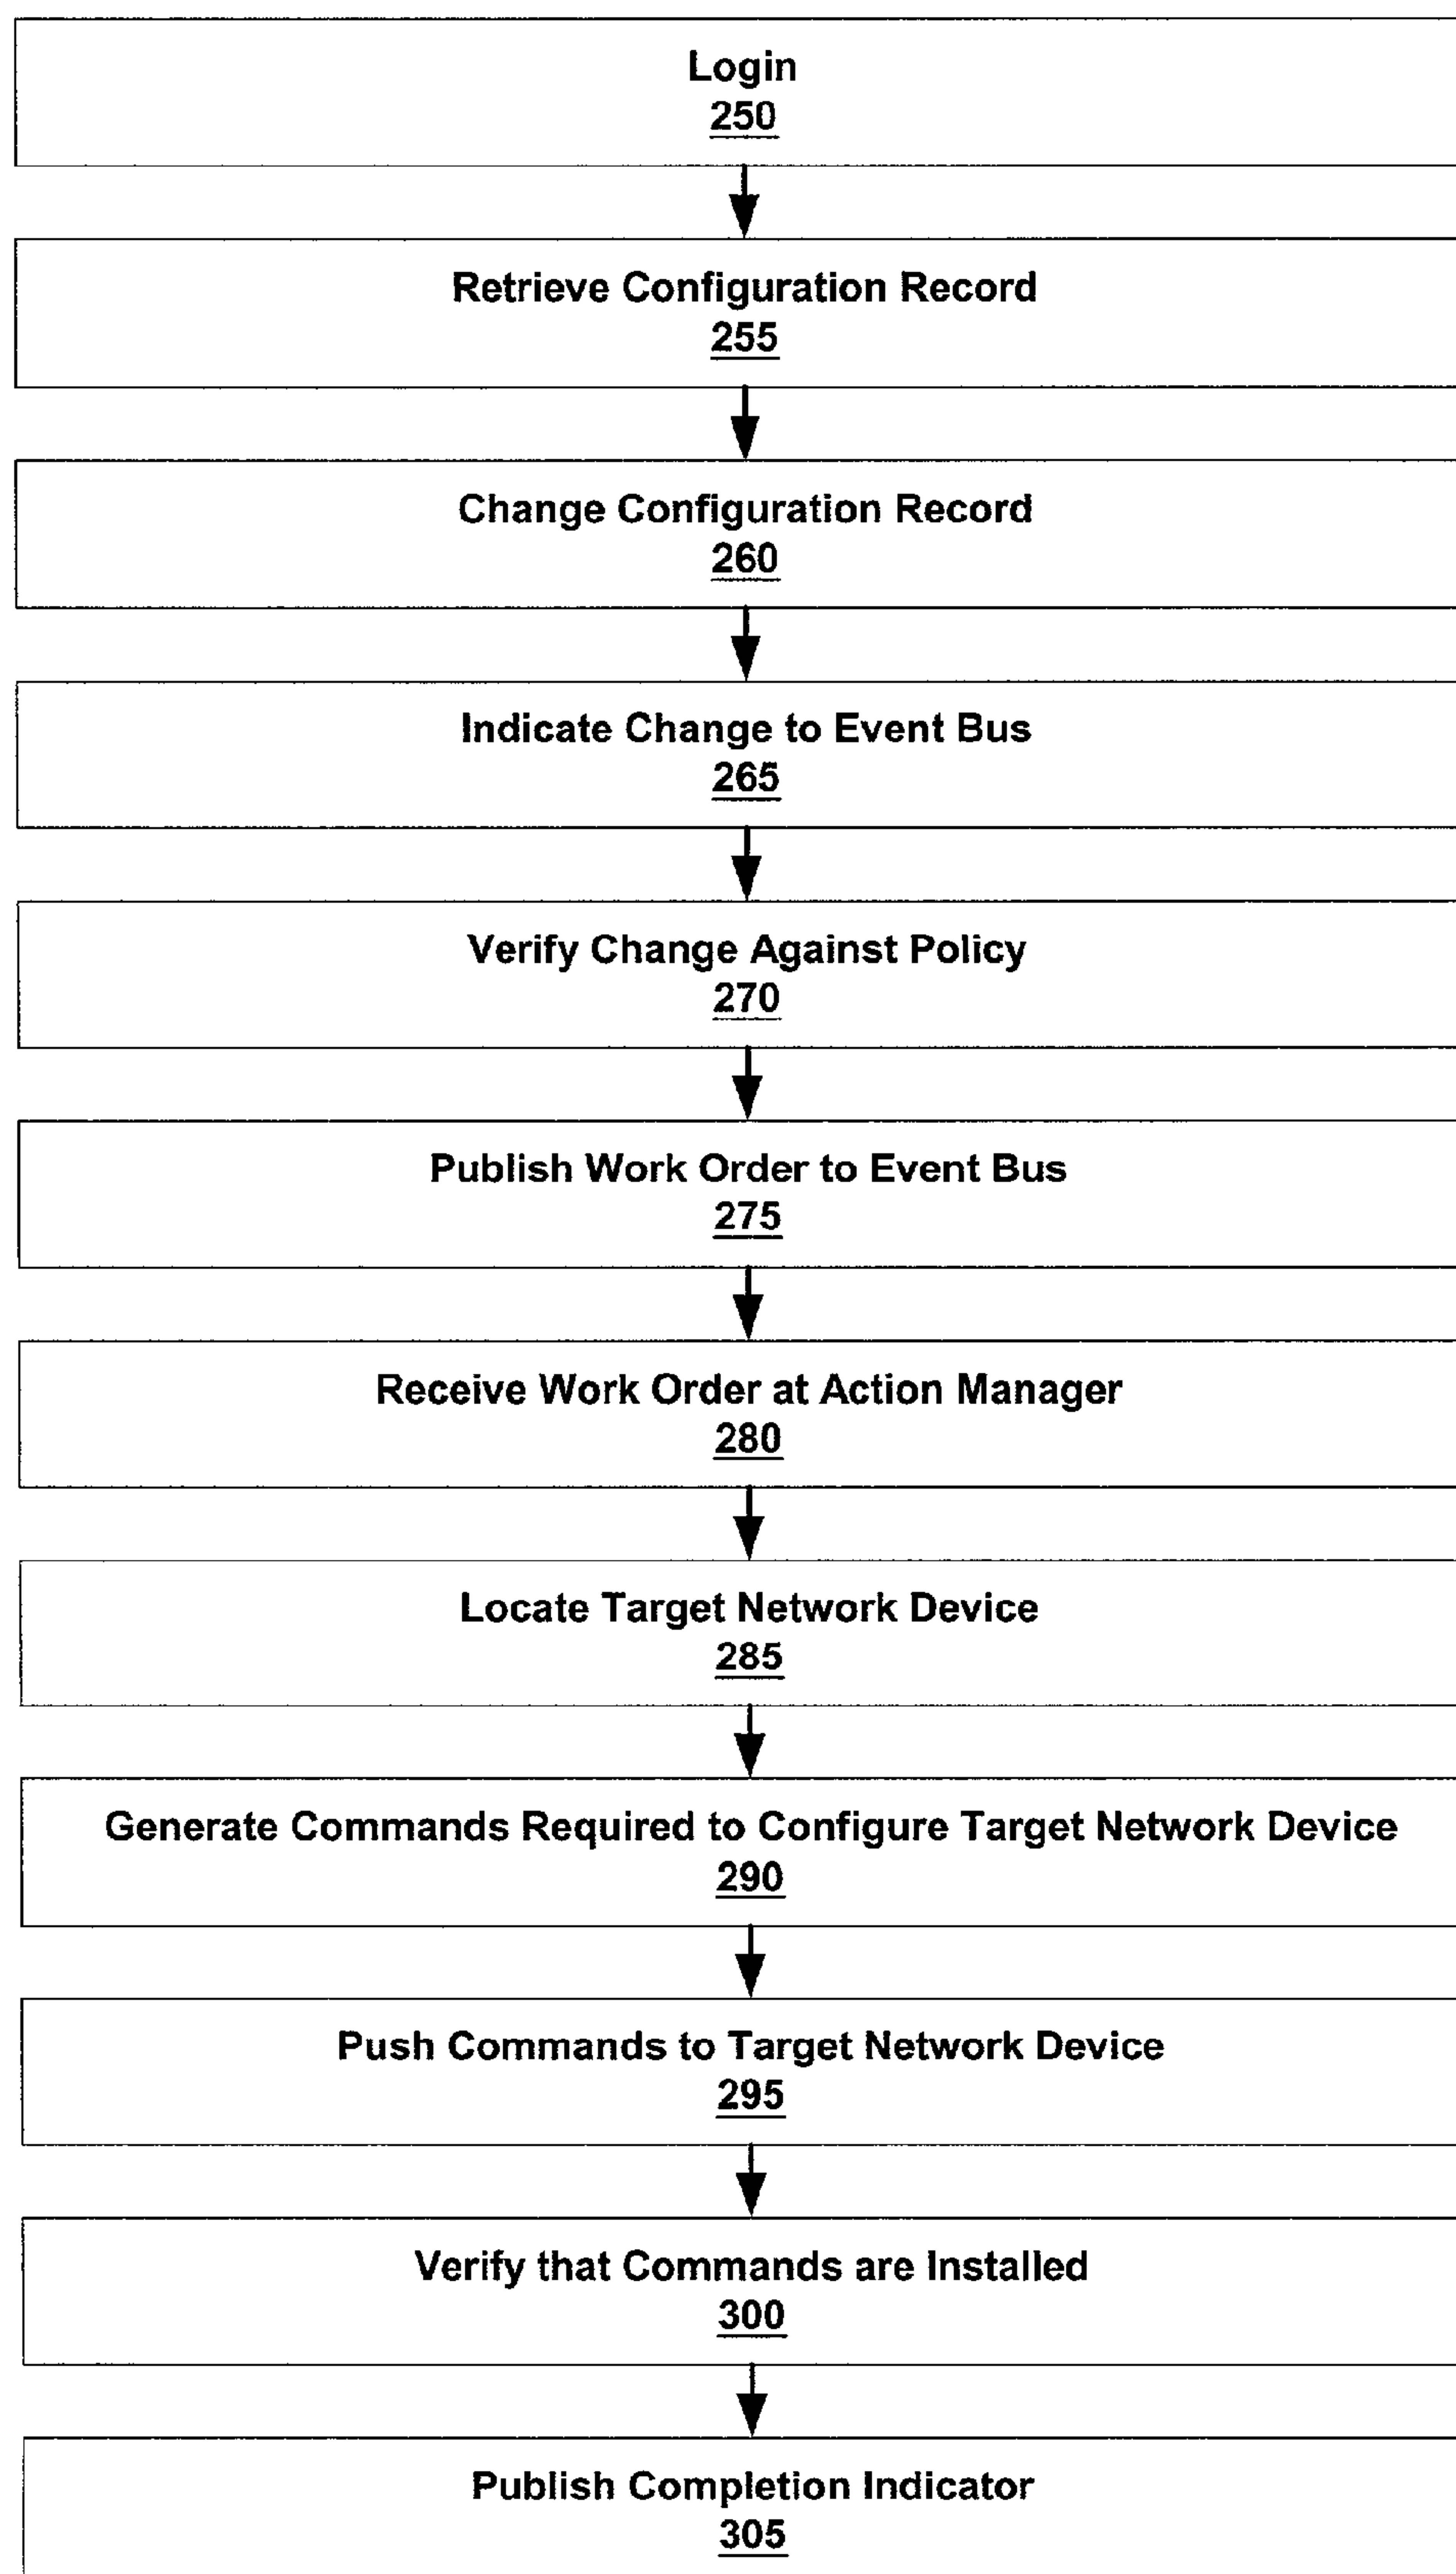 Login
250
Retrieve Configuration Record
255
Change Configuration Record
260
Indicate Change to Event Bus
265
Verify Change Against Policy
270
Publish Work Order to Event Bus
275
Receive Work Order at Action Manager
280
Locate Target Network Device
285
Generate Commands Required to Configure Target Network Device
290
Push Commands to Target Network Device
295
Verify that Commands are Installed
300
Publish Completion Indicator
305